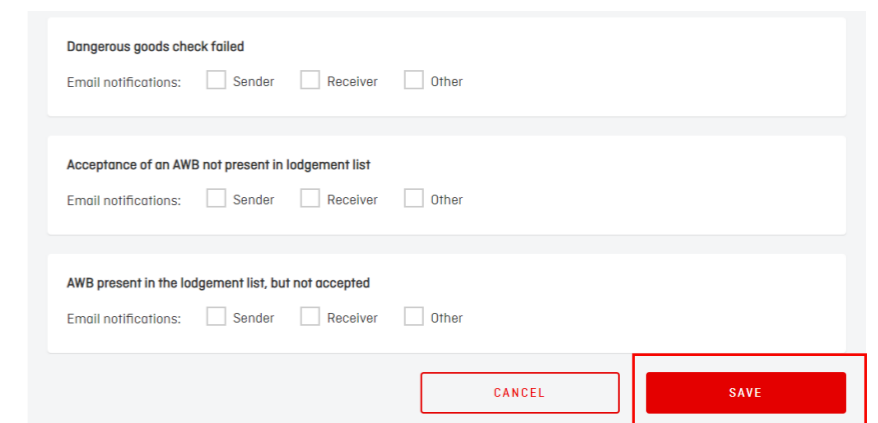 Dangerous goods check failed
Email notifications: Sender Receiver Other
Acceptance of an AWB not present in lodgement list
Email notifications: Sender Receiver Other
AWB present in the lodgement list, but not accepted
Email notifications: Sender Receiver Other
CANCEL SAVE